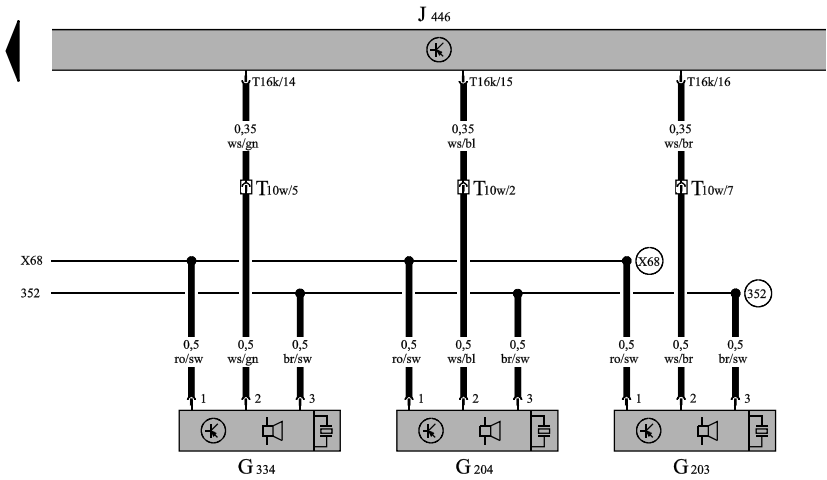 J 446
T16k/14 T16k/15 T16k/16
0,35 0,35 0,35
ws/gn ws/bl ws/br
T10w/5 T10w/2 T10w/7
X68 X68
352 352
0,5 0,5 0,5 0,5 0,5 0,5 0,5 0,5 0,5
ro/sw ws/gn br/sw ro/sw ws/bl br/sw ro/sw ws/br br/sw
1 2 3 1 2 3 1 2 3
G 334 G 204 G 203